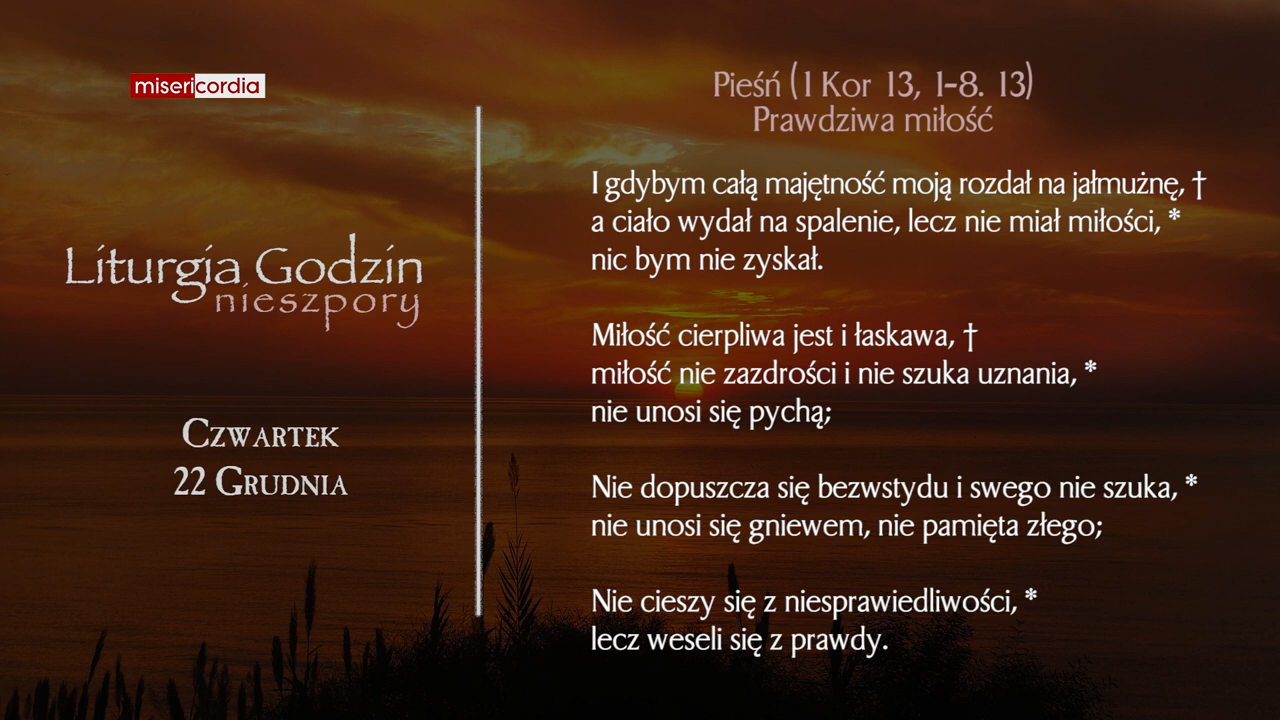 misericordia
Liturgia Godzin
nieszpory
Czwartek
22 Grudnia
Pieśń (1 Kor 13, 1-8. 13)
Prawdziwa miłość
I gdybym całą majętność moją rozdał na jałmużnę, †
a ciało wydał na spalenie, lecz nie miał miłości, *
nic bym nie zyskał.
Miłość cierpliwa jest i łaskawa, †
miłość nie zazdrości i nie szuka uznania, *
nie unosi się pychą;
Nie dopuszcza się bezwstydu i swego nie szuka, *
nie unosi się gniewem, nie pamięta złego;
Nie cieszy się z niesprawiedliwości, *
lecz weseli się z prawdy.